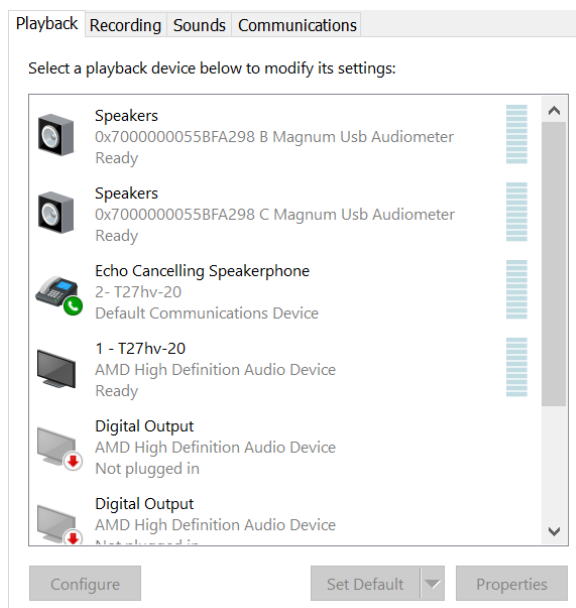 Playback Recording Sounds Communications
Select a playback device below to modify its settings:
Speakers
0x7000000055BFA298 B Magnum Usb Audiometer
Ready
Speakers
0x7000000055BFA298 C Magnum Usb Audiometer
Ready
Echo Cancelling Speakerphone
2- T27hv-20
Default Communications Device
1 - T27hv-20
AMD High Definition Audio Device
Ready
Digital Output
AMD High Definition Audio Device
Not plugged in
Digital Output
AMD High Definition Audio Device
Not plugged in
Configure Set Default Properties